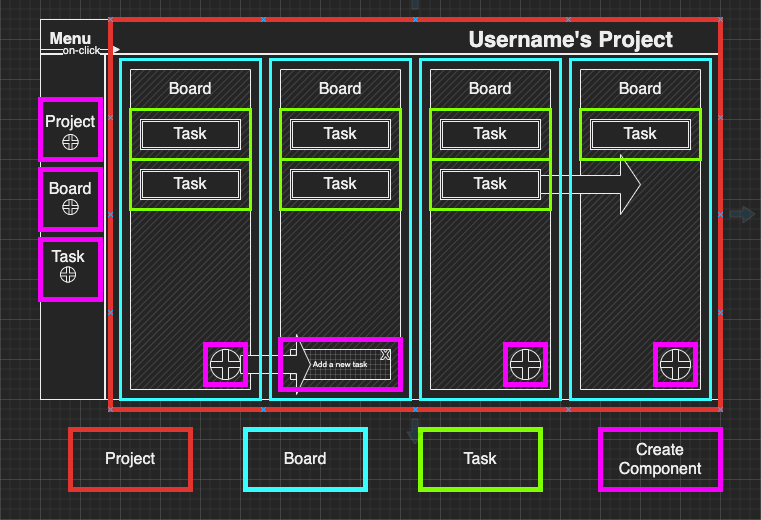 Menu
on-click
Username's Project
Project
Board
Task
Board
Board
Board
Board
Task
Task
Task
Task
Task
Task
Task
Add a new task
Project
Board
Task
Create
Component